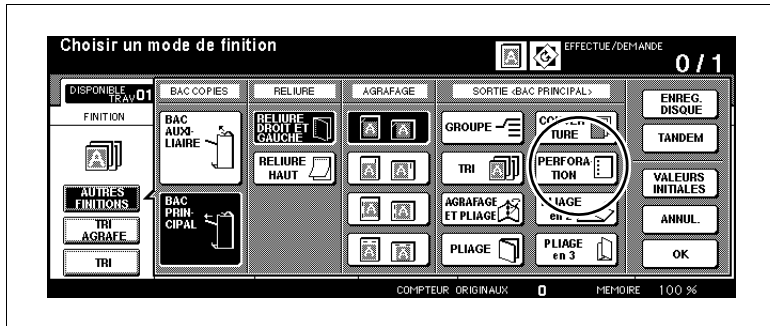 Choisir un mode de finition
EFFECTUE/DEMANDE
0 / 1
DISPONIBLE
TRAV 01
FINITION
AUTRES
FINITIONS
TRI
AGRAFE
TRI
BAC COPIES
BAC
AUXI-
LIAIRE
BAC
PRIN-
CIPAL
RELIURE
RELIURE
DROIT ET
GAUCHE
RELIURE
HAUT
AGRAFAGE
SORTIE <BAC PRINCIPAL>
GROUPE
TRI
AGRAFAGE
ET PLIAGE
PLIAGE
TURE
PERFORA-
TION
PLIAGE
en 2
PLIAGE
en 3
ENREG.
DISQUE
TANDEM
VALEURS
INITIALES
ANNUL.
OK
COMPTEUR ORIGINAUX 0 MEMOIRE 100 %